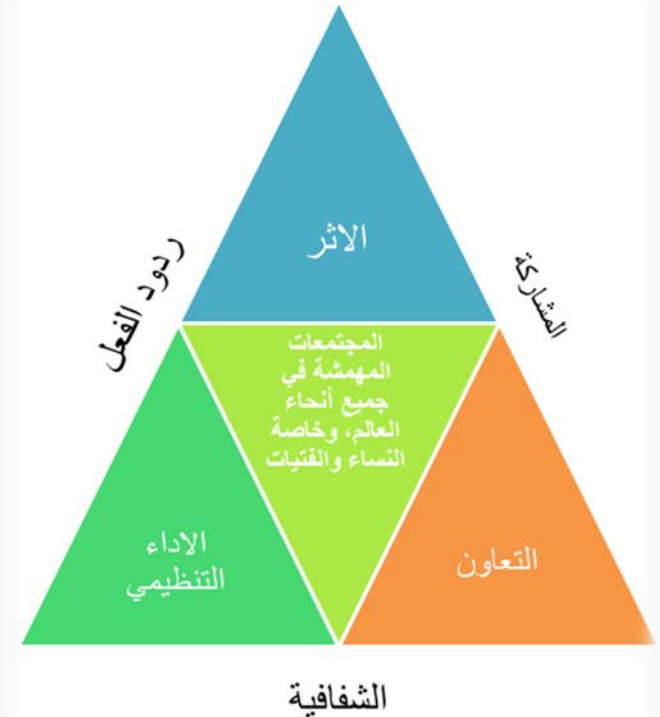 الاثر
المشاركة
ردود الفعل
المجتمعات
المهمشة في
جميع أنحاء
العالم، وخاصة
النساء والفتيات
التعاون
الاداء
التنظيمي
الشفافية